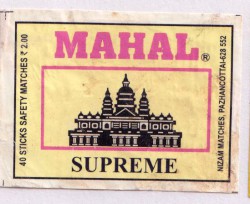 MAHAL®
40 STICKS SAFETY MATCHES ₹ 2.00
NIZAM MATCHES, PAZHANCOTTAI-628 552
SUPREME